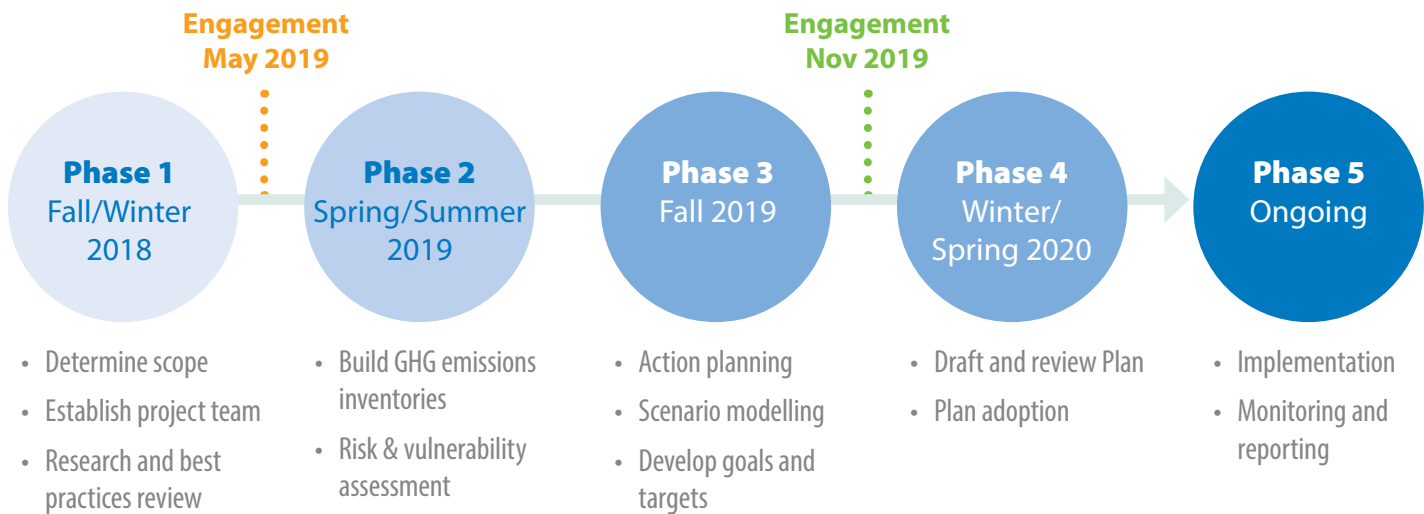 Engagement
May 2019
Engagement
Nov 2019
Phase 1
Fall/Winter
2018
Phase 2
Spring/Summer
2019
Phase 3
Fall 2019
Phase 4
Winter/
Spring 2020
Phase 5
Ongoing
• Determine scope
• Establish project team
• Research and best
practices review
• Build GHG emissions
inventories
• Risk & vulnerability
assessment
• Action planning
• Scenario modelling
• Develop goals and
targets
• Draft and review Plan
• Plan adoption
• Implementation
• Monitoring and
reporting